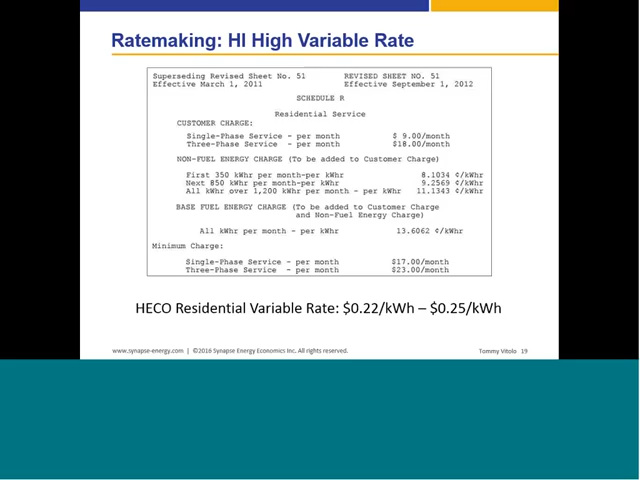 Ratemaking: HI High Variable Rate
Superseding Revised Sheet No. 51 REVISED SHEET NO. 51
Effective March 1, 2011 Effective September 1, 2012
SCHEDULE R
Residential Service
CUSTOMER CHARGE:
Single-Phase Service - per month $ 9.00/month
Three-Phase Service - per month $18.00/month
NON-FUEL ENERGY CHARGE (To be added to Customer Charge)
First 350 kWhr per month-per kWhr 8.1034 ¢/kWhr
Next 850 kWhr per month-per kWhr 9.2569 ¢/kWhr
All kWhr over 1,200 kWhr per month - per kWhr 11.1343 ¢/kWhr
BASE FUEL ENERGY CHARGE (To be added to Customer Charge
and Non-Fuel Energy Charge)
All kWhr per month - per kWhr 13.6062 ¢/kWhr
Minimum Charge:
Single-Phase Service - per month $17.00/month
Three-Phase Service - per month $23.00/month
HECO Residential Variable Rate: $0.22/kWh – $0.25/kWh
www.synapse-energy.com | ©2016 Synapse Energy Economics Inc. All rights reserved. Tommy Vitolo 19